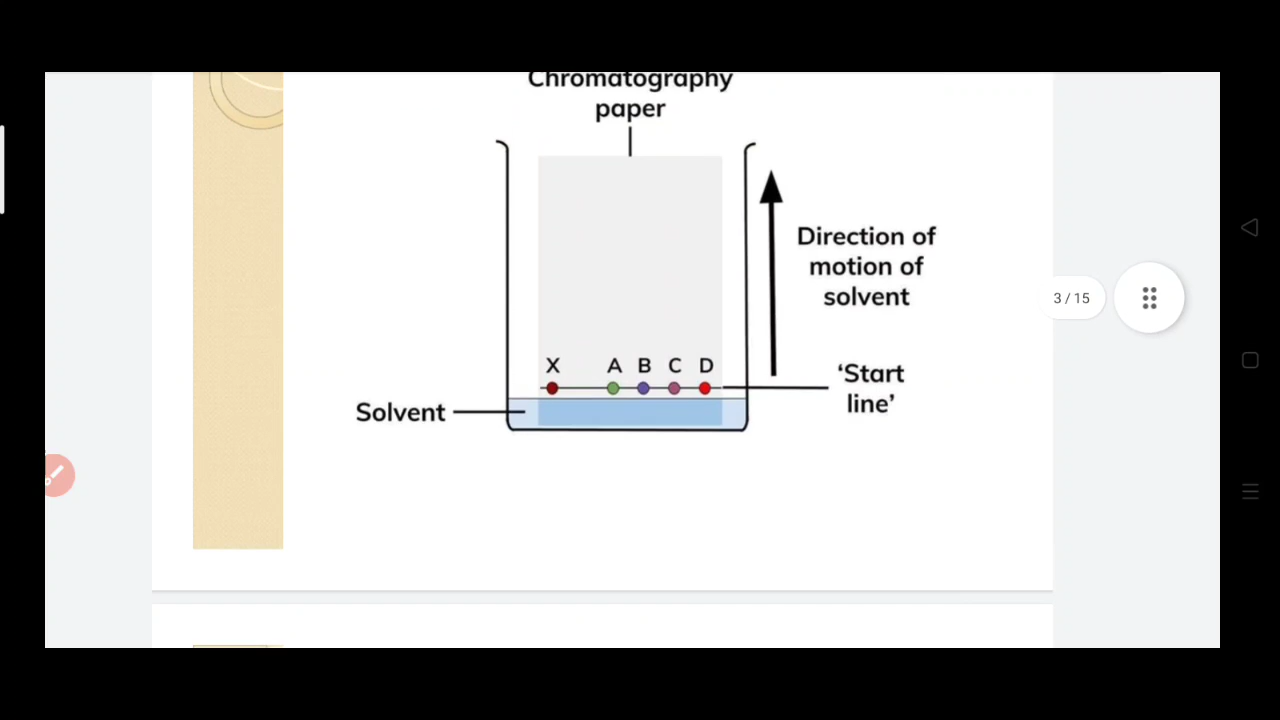 Chromatography
paper
Direction of
motion of
solvent
3 / 15
X A B C D
‘Start
line’
Solvent